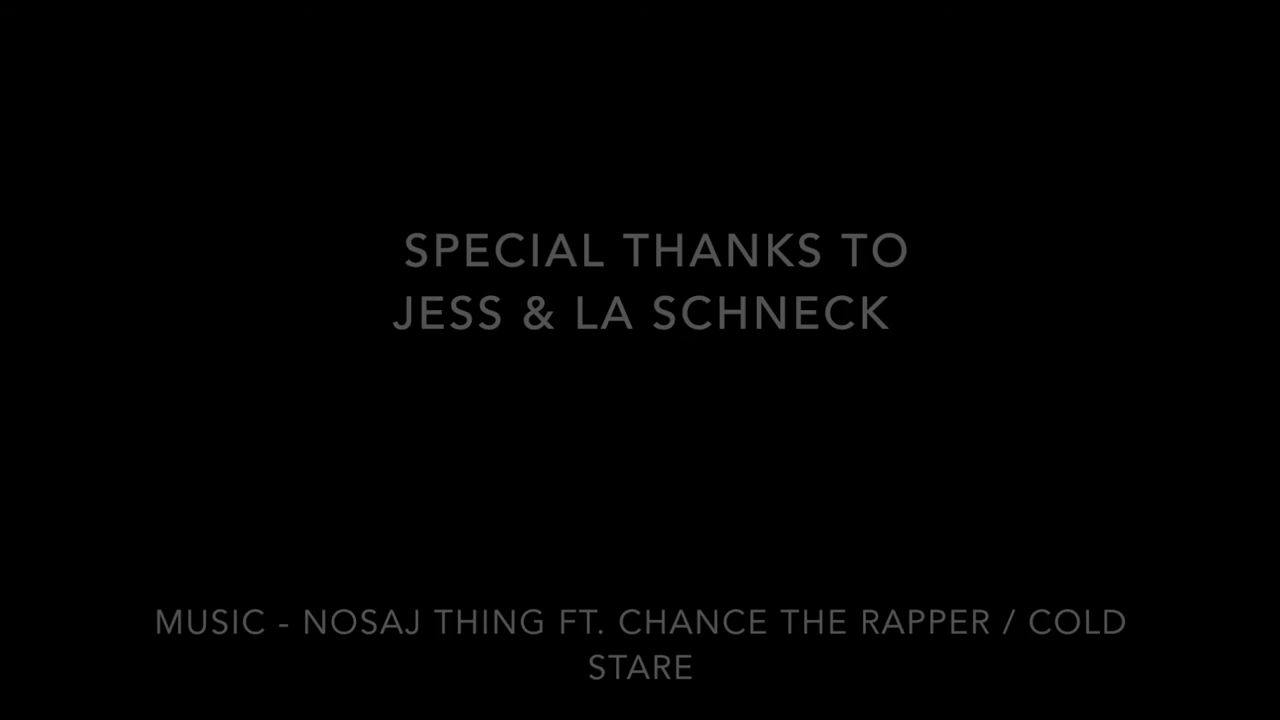 SPECIAL THANKS TO
JESS & LA SCHNECK
MUSIC - NOSAJ THING FT. CHANCE THE RAPPER / COLD
STARE